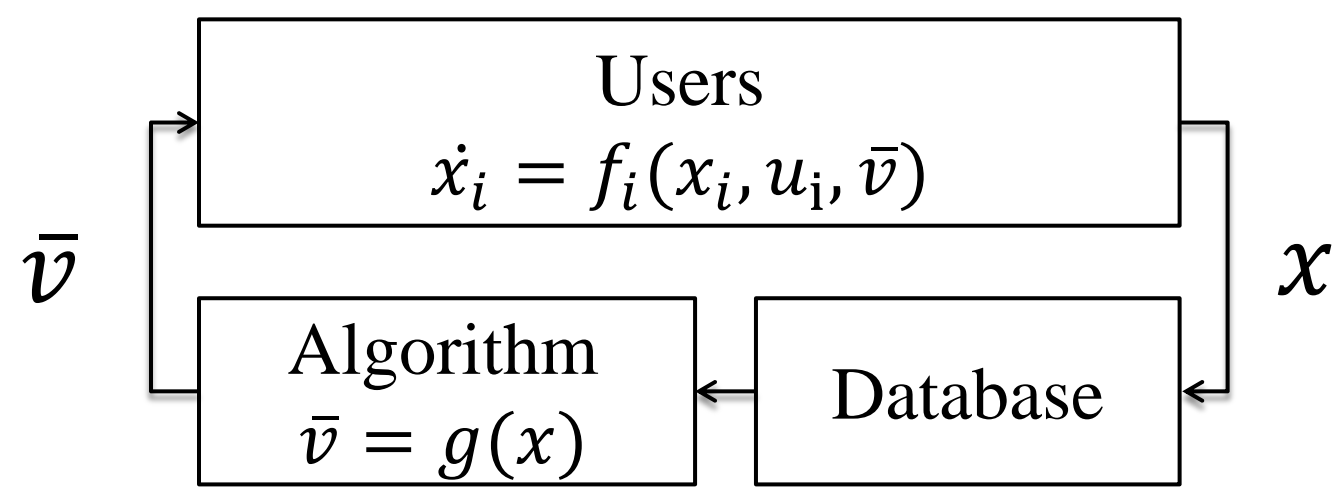 Users
ẋᵢ = fᵢ(xᵢ, uᵢ, v̄)
v̄
x
Algorithm
v̄ = g(x)
Database